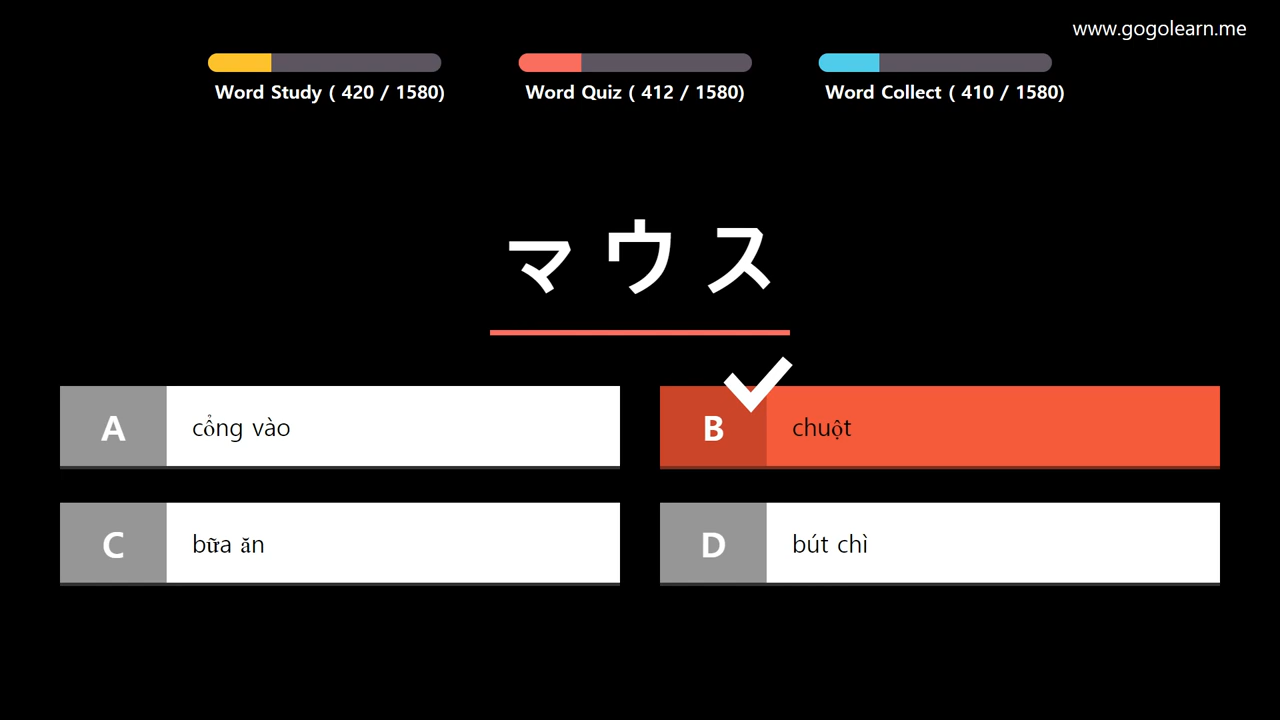 www.gogolearn.me
Word Study ( 420 / 1580)
Word Quiz ( 412 / 1580)
Word Collect ( 410 / 1580)
マウス
A cổng vào
B chuột
C bữa ăn
D bút chì